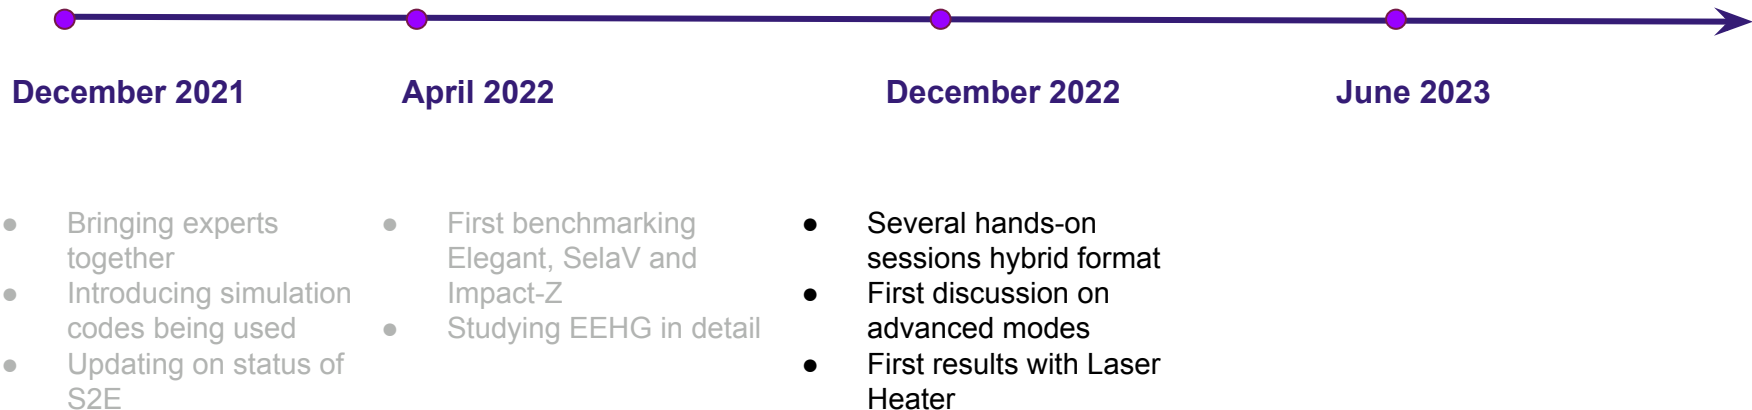 December 2021
April 2022
December 2022
June 2023
● Bringing experts
together
● Introducing simulation
codes being used
● Updating on status of
S2E
● First benchmarking
Elegant, SelaV and
Impact-Z
● Studying EEHG in detail
● Several hands-on
sessions hybrid format
● First discussion on
advanced modes
● First results with Laser
Heater